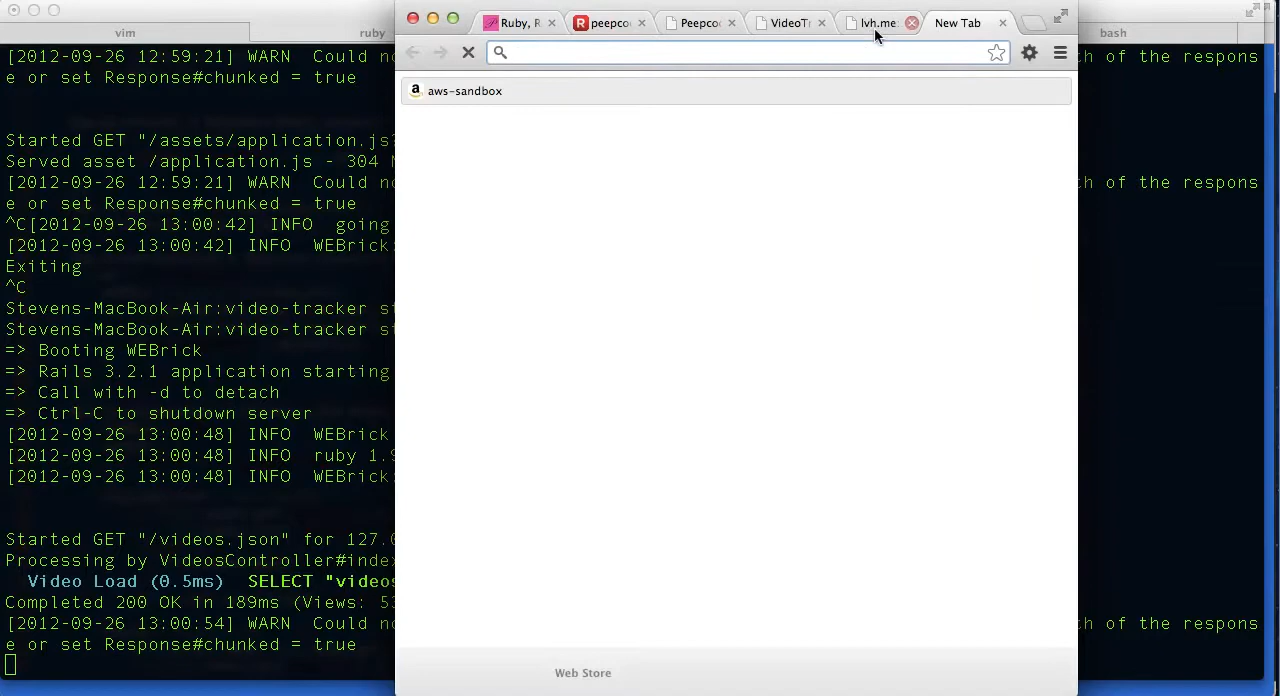 vim
ruby
bash
Ruby, R
peepco
Peepcod
VideoTr
lvh.me:
New Tab
aws-sandbox
[2012-09-26 12:59:21] WARN  Could no
th of the respons
e or set Response#chunked = true
Started GET "/assets/application.js?
Served asset /application.js - 304
[2012-09-26 12:59:21] WARN  Could no
th of the respons
e or set Response#chunked = true
^C[2012-09-26 13:00:42] INFO  going
[2012-09-26 13:00:42] INFO  WEBrick:
Exiting
^C
Stevens-MacBook-Air:video-tracker st
Stevens-MacBook-Air:video-tracker st
=> Booting WEBrick
=> Rails 3.2.1 application starting
=> Call with -d to detach
=> Ctrl-C to shutdown server
[2012-09-26 13:00:48] INFO  WEBrick
[2012-09-26 13:00:48] INFO  ruby 1.9
[2012-09-26 13:00:48] INFO  WEBrick:
Started GET "/videos.json" for 127.0
Processing by VideosController#index
Video Load (0.5ms)  SELECT "videos
Completed 200 OK in 189ms (Views: 53
[2012-09-26 13:00:54] WARN  Could no
th of the respons
e or set Response#chunked = true
Web Store